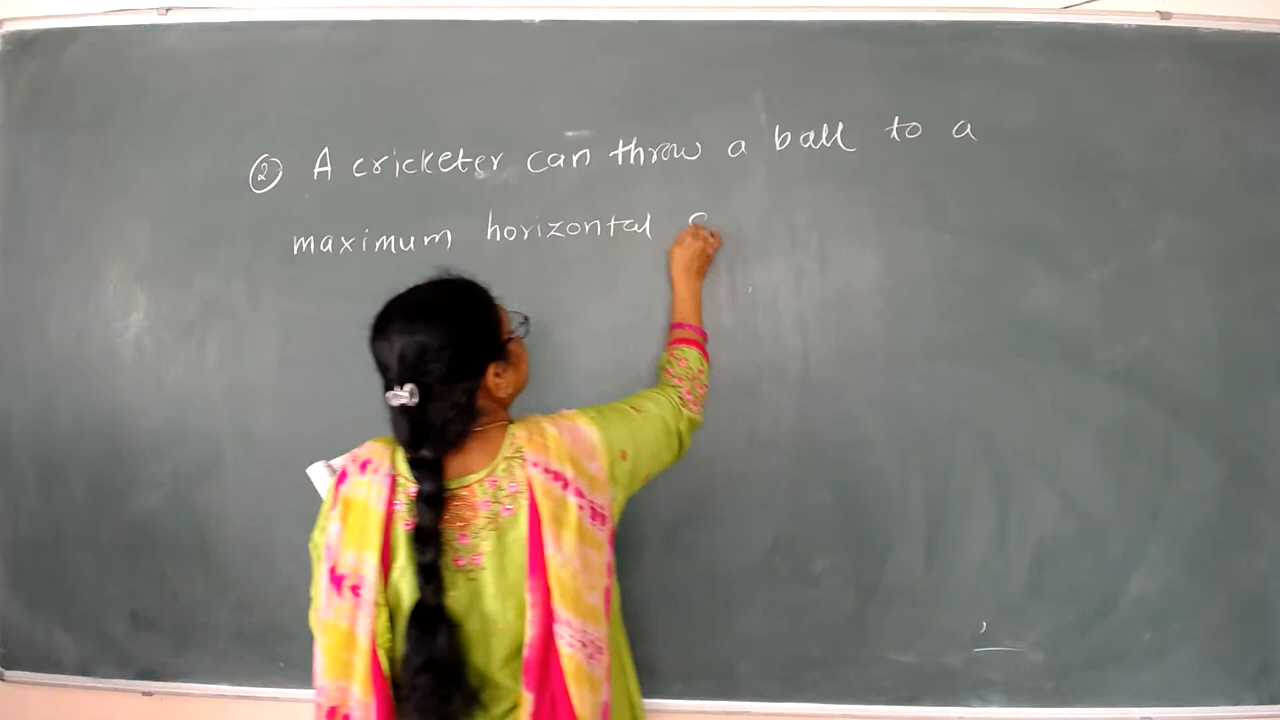 ② A cricketer can throw a ball to a
maximum horizontal